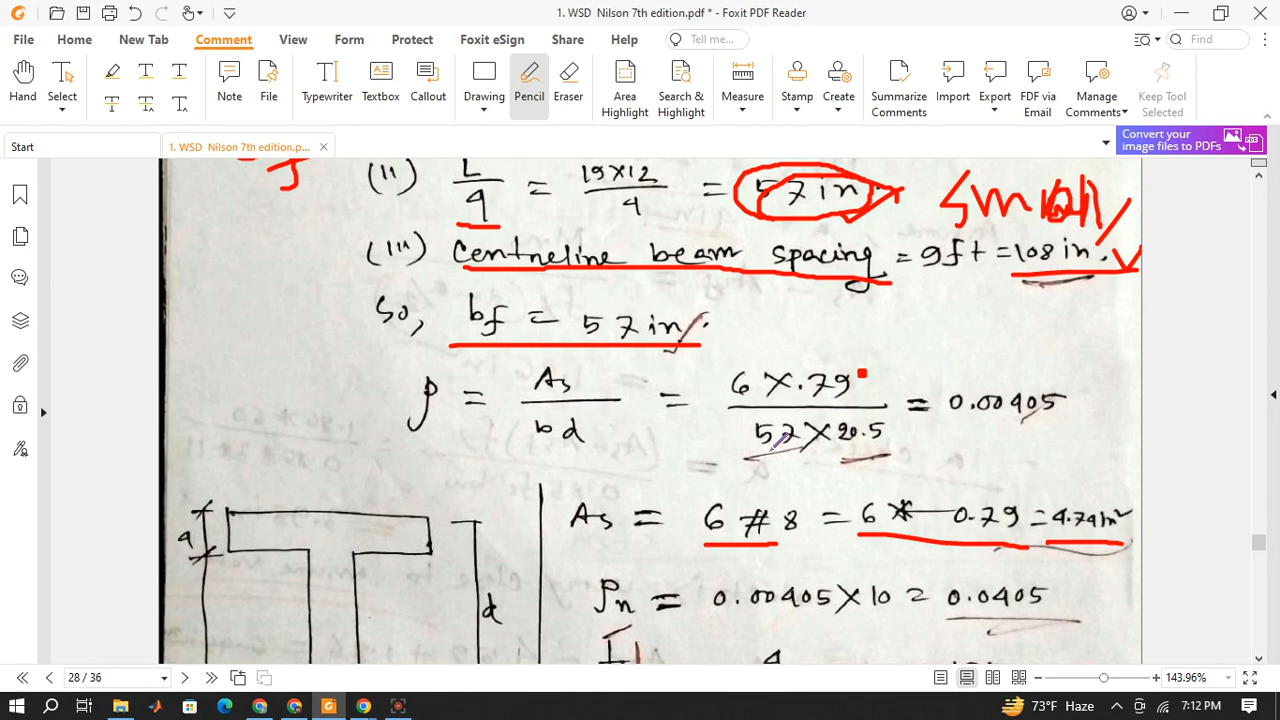 1. WSD Nilson 7th edition.pdf * - Foxit PDF Reader
File Home New Tab Comment View Form Protect Foxit eSign Share Help Tell me... Find
Hand Select Note File Typewriter Textbox Callout Drawing Pencil Eraser Area Highlight Search & Highlight Measure Stamp Create Summarize Comments Import Export FDF via Email Manage Comments Keep Tool Selected
Start 1. WSD Nilson 7th edition.p... Convert your image files to PDFs
(ii) L/4 = 19×12/4 = 57 in. small
(iii) Centreline beam spacing = 9ft = 108 in.
So, bf = 57 in.
ρ = As/bd = 6×.79/57×20.5 = 0.00405
As = 6 # 8 = 6 * 0.79 = 4.74 in²
4
d
ρn = 0.00405×10 = 0.0405
28 / 36 143.96%
73°F Haze 7:12 PM